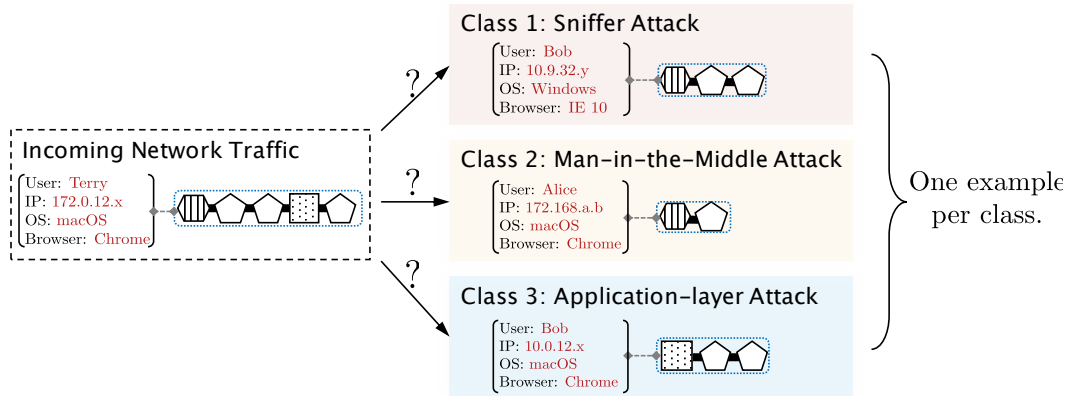 Class 1: Sniffer Attack
User: Bob
IP: 10.9.32.y
OS: Windows
Browser: IE 10
?
Incoming Network Traffic
User: Terry
IP: 172.0.12.x
OS: macOS
Browser: Chrome
?
Class 2: Man-in-the-Middle Attack
User: Alice
IP: 172.168.a.b
OS: macOS
Browser: Chrome
?
Class 3: Application-layer Attack
User: Bob
IP: 10.0.12.x
OS: macOS
Browser: Chrome
One example
per class.